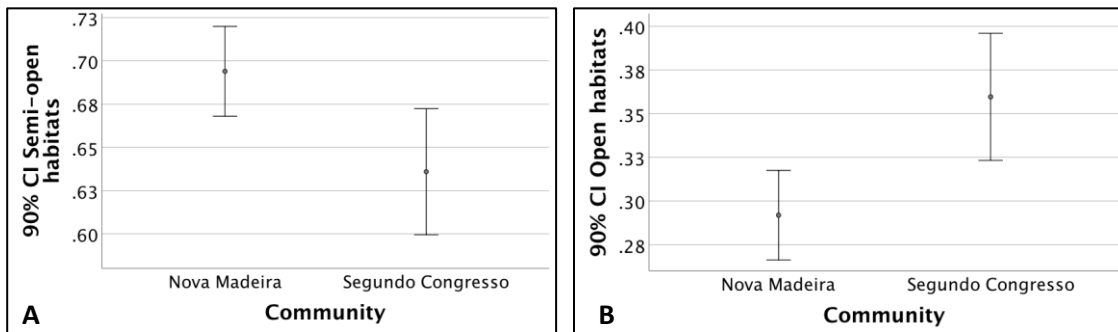 90% CI Semi-open
habitats
.73
.70
.68
.65
.63
.60
Nova Madeira
Segundo Congresso
Community
A
90% CI Open habitats
.40
.38
.35
.33
.30
.28
Nova Madeira
Segundo Congresso
Community
B